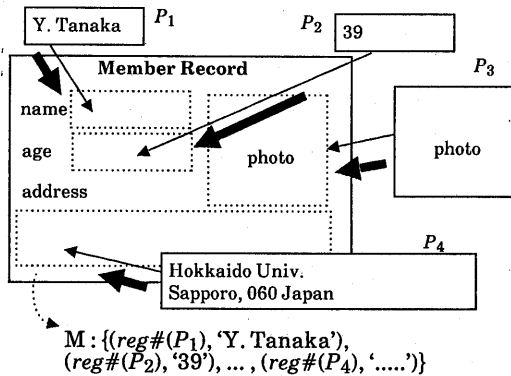 Y. Tanaka P1
P2 39
P3
Member Record
name
age
photo
photo
address
P4
Hokkaido Univ.
Sapporo, 060 Japan
M : {(reg#(P1), ‘Y. Tanaka’),
(reg#(P2), ‘39’), ... , (reg#(P4), ‘.....’)}